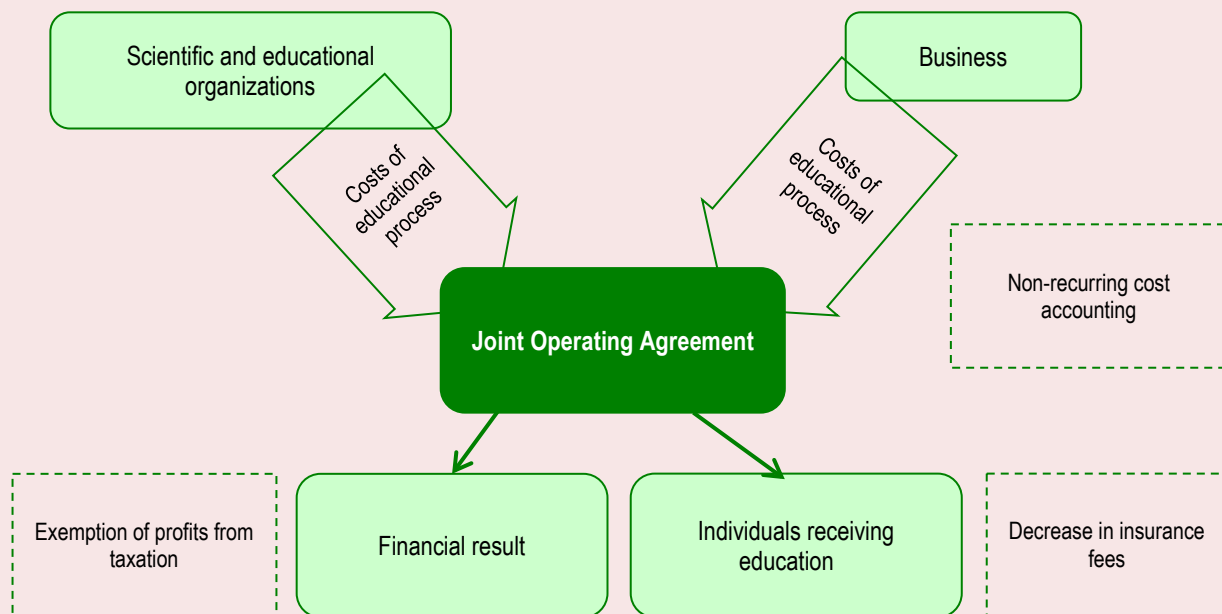 Scientific and educational
organizations
Business
Costs of
educational
process
Costs of
educational
process
Non-recurring cost
accounting
Joint Operating Agreement
Exemption of profits from
taxation
Financial result
Individuals receiving
education
Decrease in insurance
fees